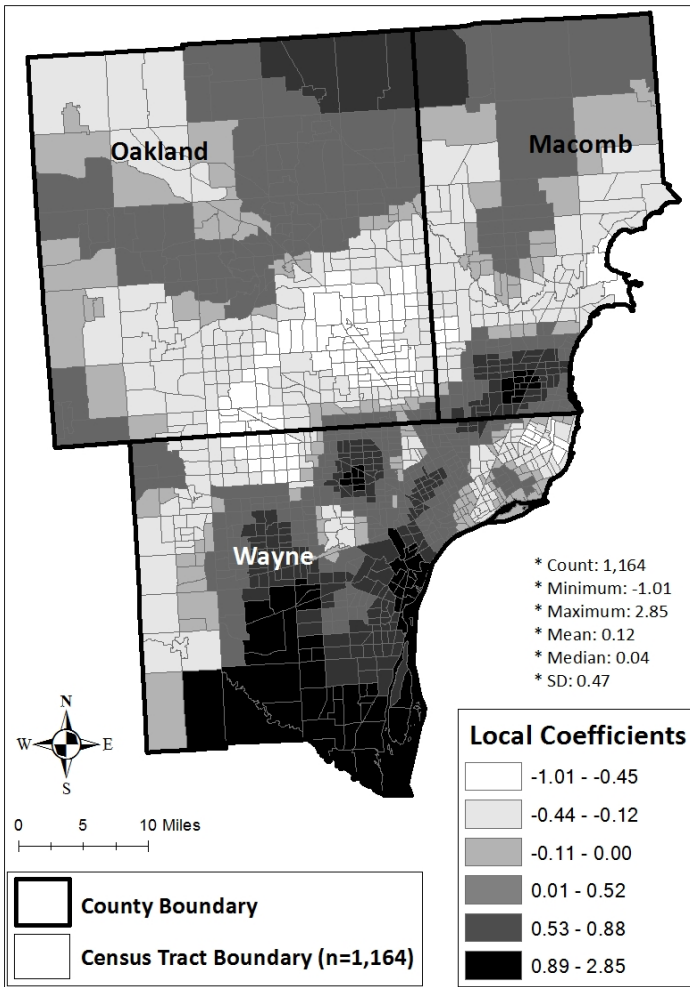 Oakland
Macomb
Wayne
* Count: 1,164
* Minimum: -1.01
* Maximum: 2.85
* Mean: 0.12
* Median: 0.04
* SD: 0.47
N
W
E
S
0 5 10 Miles
County Boundary
Census Tract Boundary (n=1,164)
Local Coefficients
-1.01 - -0.45
-0.44 - -0.12
-0.11 - 0.00
0.01 - 0.52
0.53 - 0.88
0.89 - 2.85